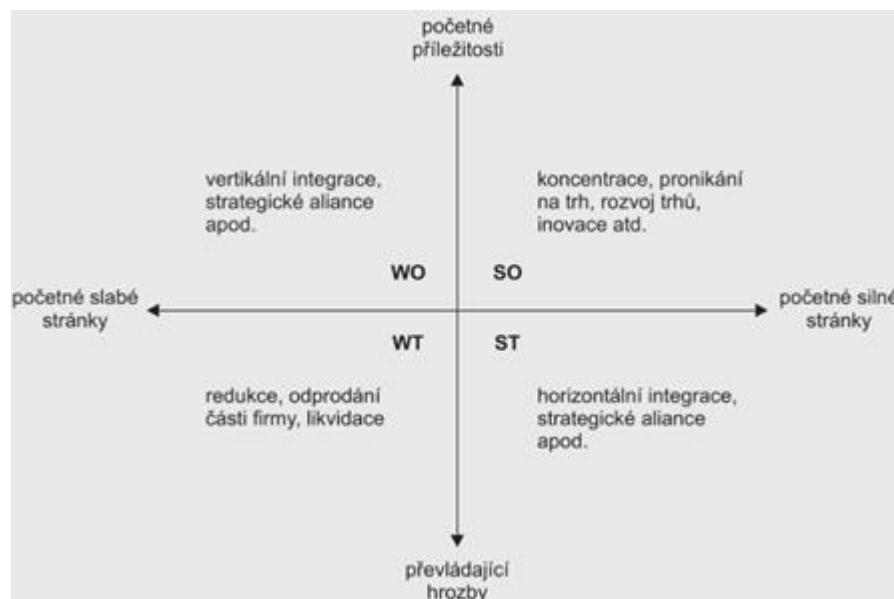 početné
příležitosti
vertikální integrace,
strategické aliance
apod.
koncentrace, pronikání
na trh, rozvoj trhů,
inovace atd.
WO
SO
početné slabé
stránky
početné silné
stránky
WT
ST
redukce, odprodání
části firmy, likvidace
horizontální integrace,
strategické aliance
apod.
převládající
hrozby